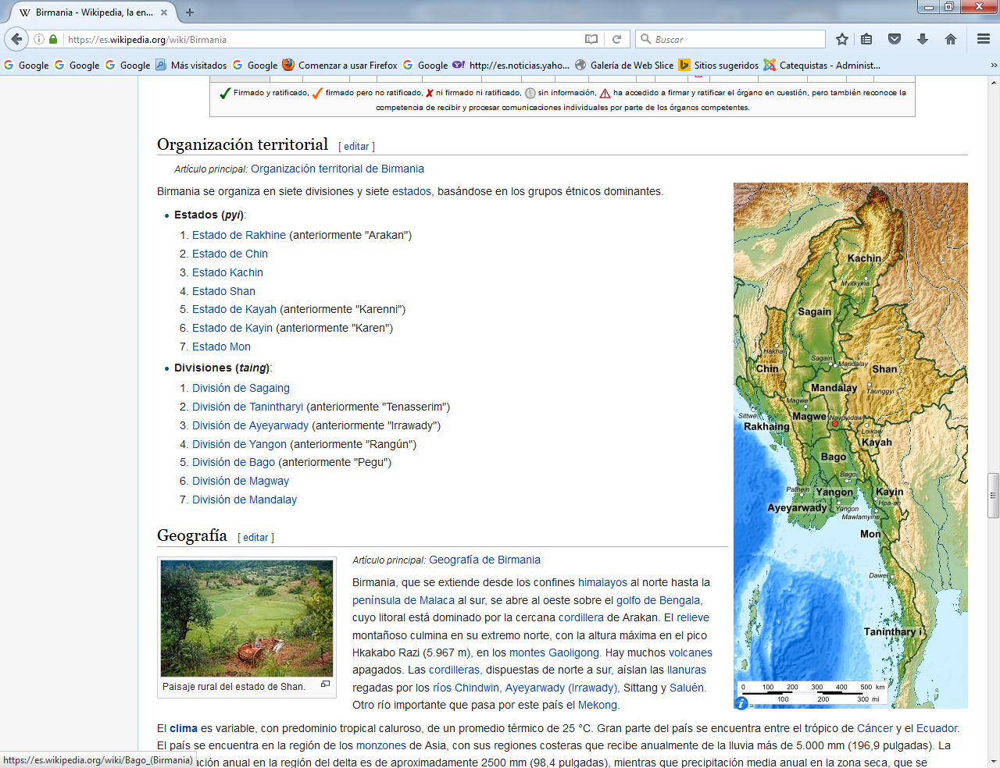 Birmania - Wikipedia, la en...
https://es.wikipedia.org/wiki/Birmania
Buscar
Google Google Google Más visitados Google Comenzar a usar Firefox Google http://es.noticias.yaho... Galería de Web Slice Sitios sugeridos Catequistas - Administ... »
Firmado y ratificado, firmado pero no ratificado, ni firmado ni ratificado, sin información, ha accedido a firmar y ratificar el órgano en cuestión, pero también reconoce la
competencia de recibir y procesar comunicaciones individuales por parte de los órganos competentes.
Organización territorial [ editar ]
Artículo principal: Organización territorial de Birmania
Birmania se organiza en siete divisiones y siete estados, basándose en los grupos étnicos dominantes.
• Estados (pyi):
1. Estado de Rakhine (anteriormente "Arakan")
2. Estado de Chin
3. Estado Kachin
4. Estado Shan
5. Estado de Kayah (anteriormente "Karenni")
6. Estado de Kayin (anteriormente "Karen")
7. Estado Mon
• Divisiones (taing):
1. División de Sagaing
2. División de Tanintharyi (anteriormente "Tenasserim")
3. División de Ayeyarwady (anteriormente "Irrawady")
4. División de Yangon (anteriormente "Rangún")
5. División de Bago (anteriormente "Pegu")
6. División de Magway
7. División de Mandalay
Kachin
Myitkyina
Sagain
Hakha
Sagain
Mandalay
Chin
Shan
Mandalay
Taunggyi
Magwe
Sittwe
Magwe
Naypyidaw
Rakhaing
Loikaw
Kayah
Bago
Bago
Pathein
Yangon
Kayin
Hpa-an
Ayeyarwady
Yangon
Mawlamyine
Mon
Dawei
Taninthary i
0 100 200 300 400 500 km
100 200 300 mi
Geografía [ editar ]
Paisaje rural del estado de Shan.
Artículo principal: Geografía de Birmania
Birmania, que se extiende desde los confines himalayos al norte hasta la
península de Malaca al sur, se abre al oeste sobre el golfo de Bengala,
cuyo litoral está dominado por la cercana cordillera de Arakan. El relieve
montañoso culmina en su extremo norte, con la altura máxima en el pico
Hkakabo Razi (5.967 m), en los montes Gaoligong. Hay muchos volcanes
apagados. Las cordilleras, dispuestas de norte a sur, aíslan las llanuras
regadas por los ríos Chindwin, Ayeyarwady (Irrawady), Sittang y Saluén.
Otro río importante que pasa por este país el Mekong.
El clima es variable, con predominio tropical caluroso, de un promedio térmico de 25 °C. Gran parte del país se encuentra entre el trópico de Cáncer y el Ecuador.
El país se encuentra en la región de los monzones de Asia, con sus regiones costeras que recibe anualmente de la lluvia más de 5.000 mm (196,9 pulgadas). La
ación anual en la región del delta es de aproximadamente 2500 mm (98,4 pulgadas), mientras que precipitación media anual en la zona seca, que se
https://es.wikipedia.org/wiki/Bago_(Birmania)